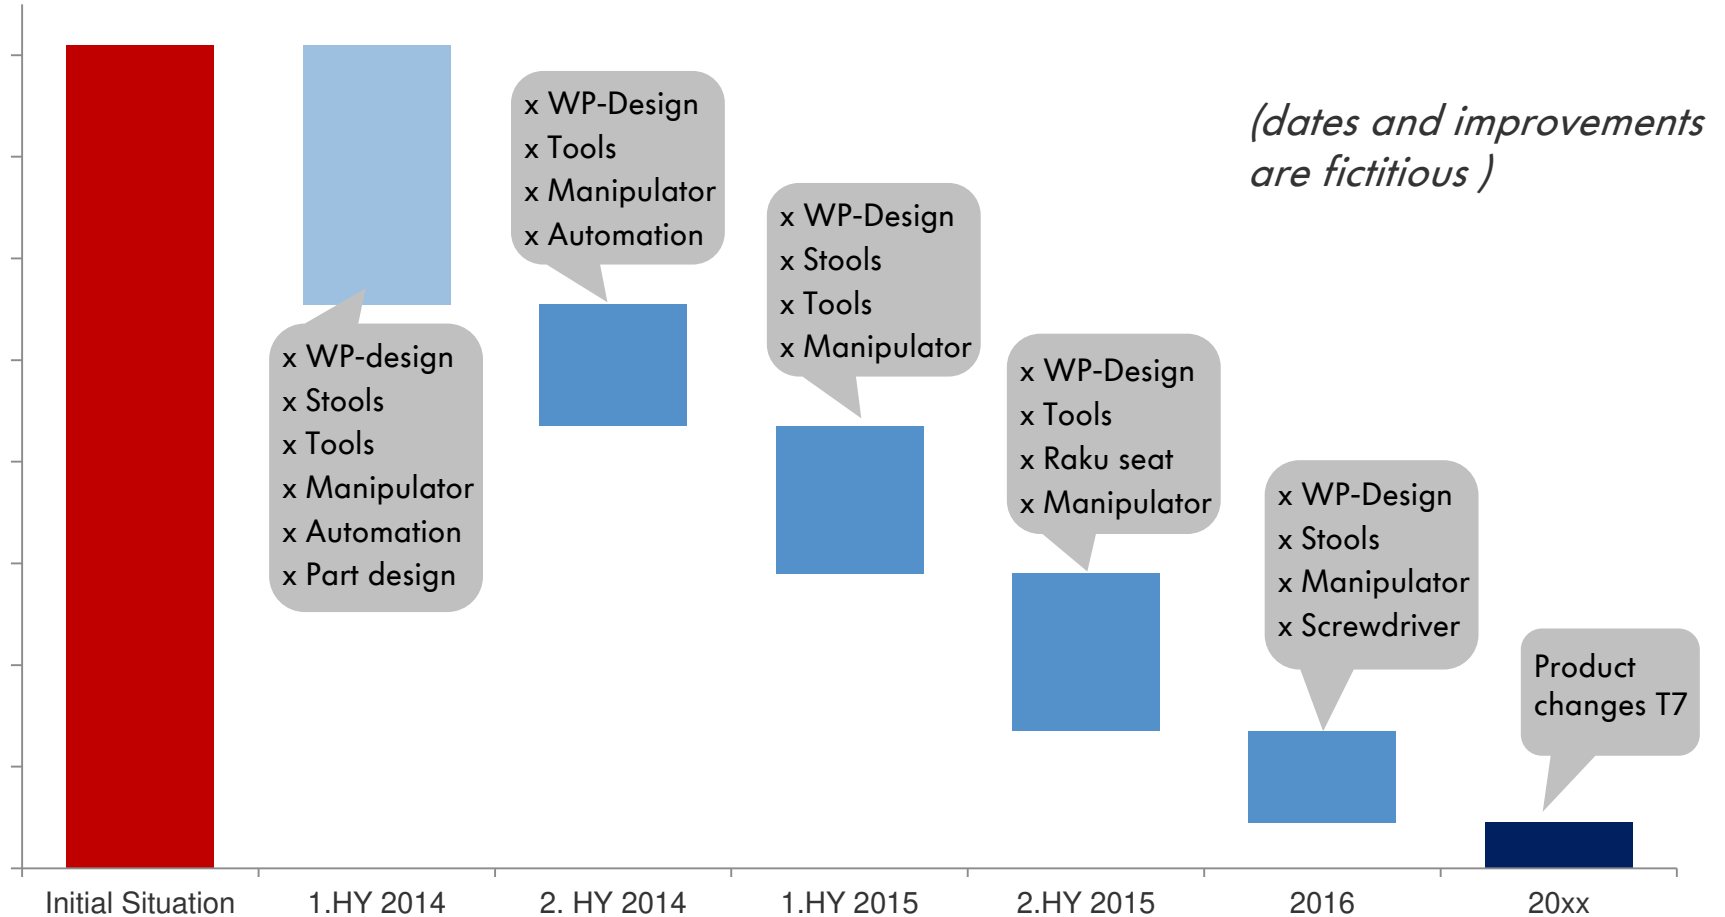 (dates and improvements
are fictitious )
x WP-design
x Stools
x Tools
x Manipulator
x Automation
x Part design
x WP-Design
x Tools
x Manipulator
x Automation
x WP-Design
x Stools
x Tools
x Manipulator
x WP-Design
x Tools
x Raku seat
x Manipulator
x WP-Design
x Stools
x Manipulator
x Screwdriver
Product
changes T7
Initial Situation
1.HY 2014
2. HY 2014
1.HY 2015
2.HY 2015
2016
20xx